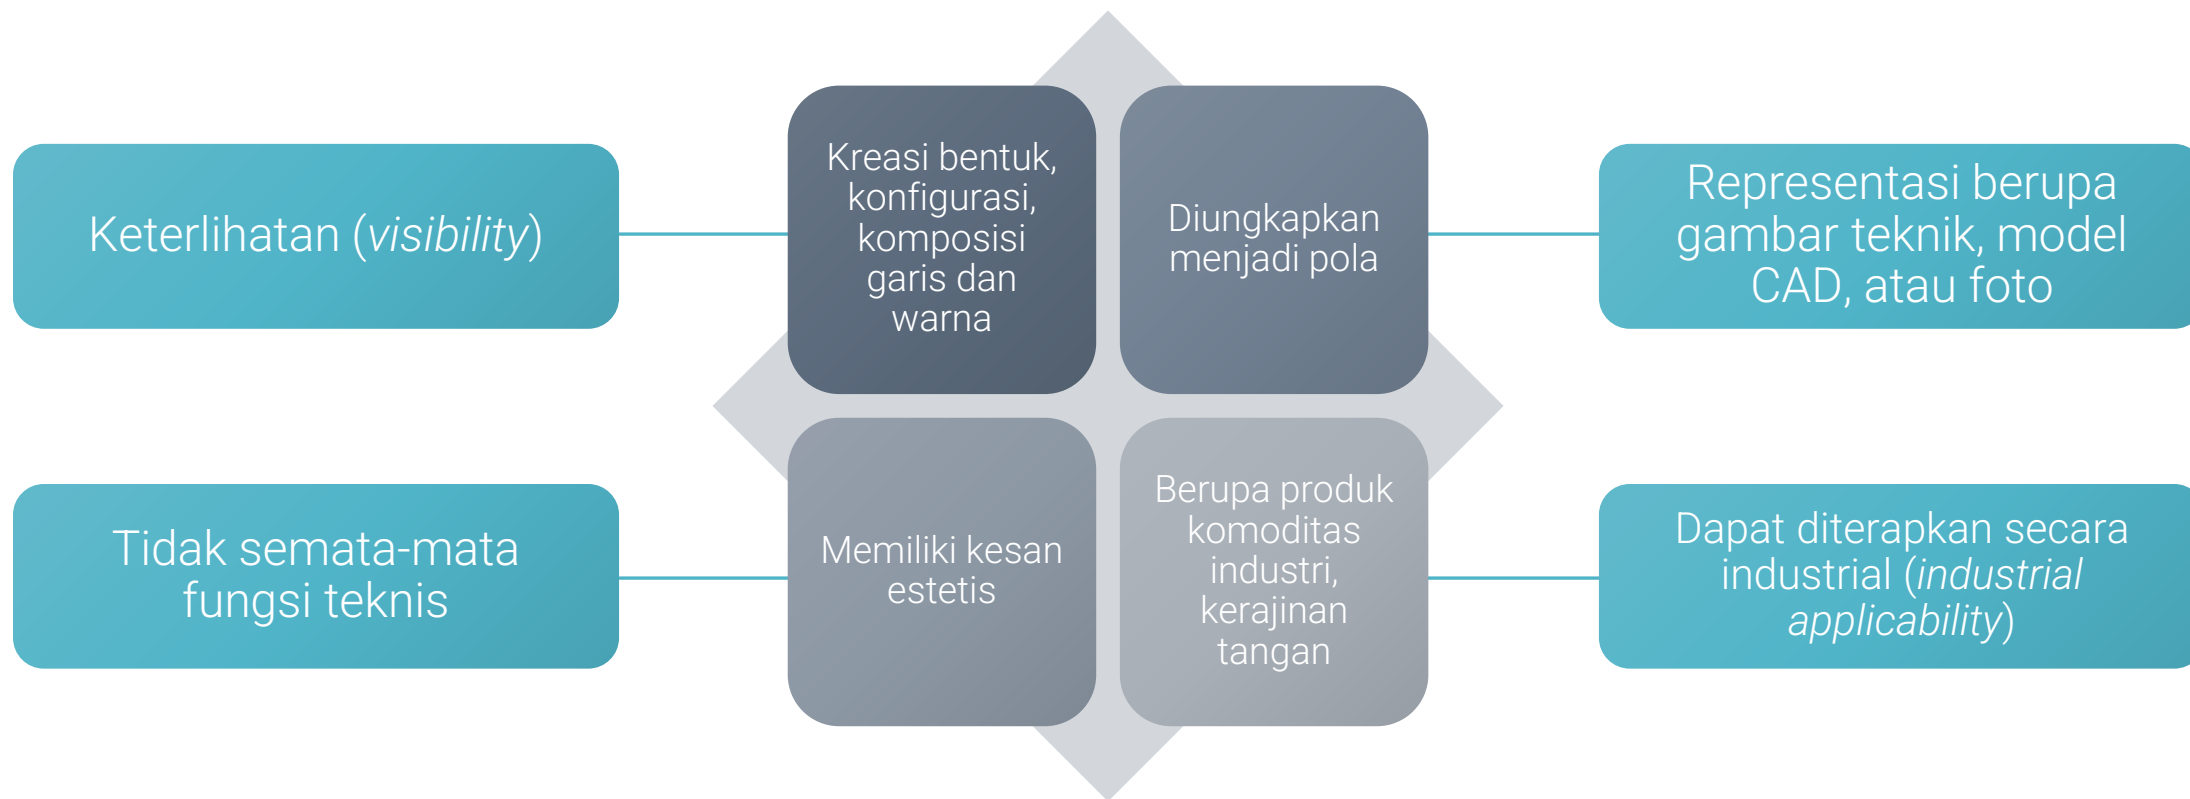 Keterlihatan (visibility)
Kreasi bentuk,
konfigurasi,
komposisi
garis dan
warna
Diungkapkan
menjadi pola
Representasi berupa
gambar teknik, model
CAD, atau foto
Tidak semata-mata
fungsi teknis
Memiliki kesan
estetis
Berupa produk
komoditas
industri,
kerajinan
tangan
Dapat diterapkan secara
industrial (industrial
applicability)